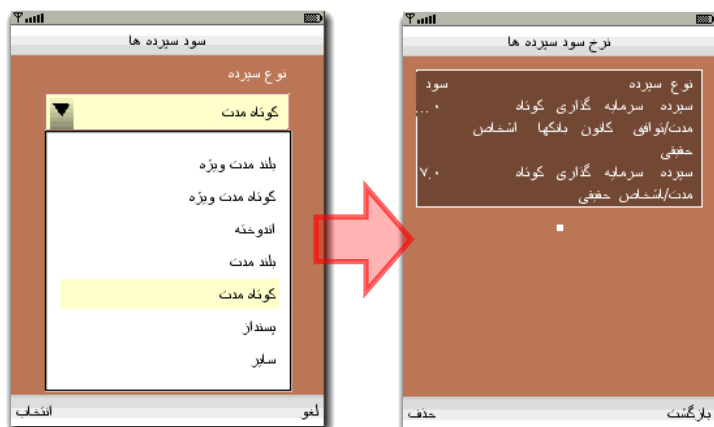 سود سپرده ها
نوع سپرده
کوتاه مدت
بلند مدت ویژه
کوتاه مدت ویژه
اندوخته
بلند مدت
کوتاه مدت
پسنداز
سایر
لغو
انتخاب
نرخ سود سپرده ها
نوع سپرده سود
سپرده سرمایه گذاری کوتاه ۰...
مدت/توافق کانون بانکها اشخاص
حقیقی
سپرده سرمایه گذاری کوتاه ۷.۰
مدت/اشخاص حقیقی
بازگشت
حذف